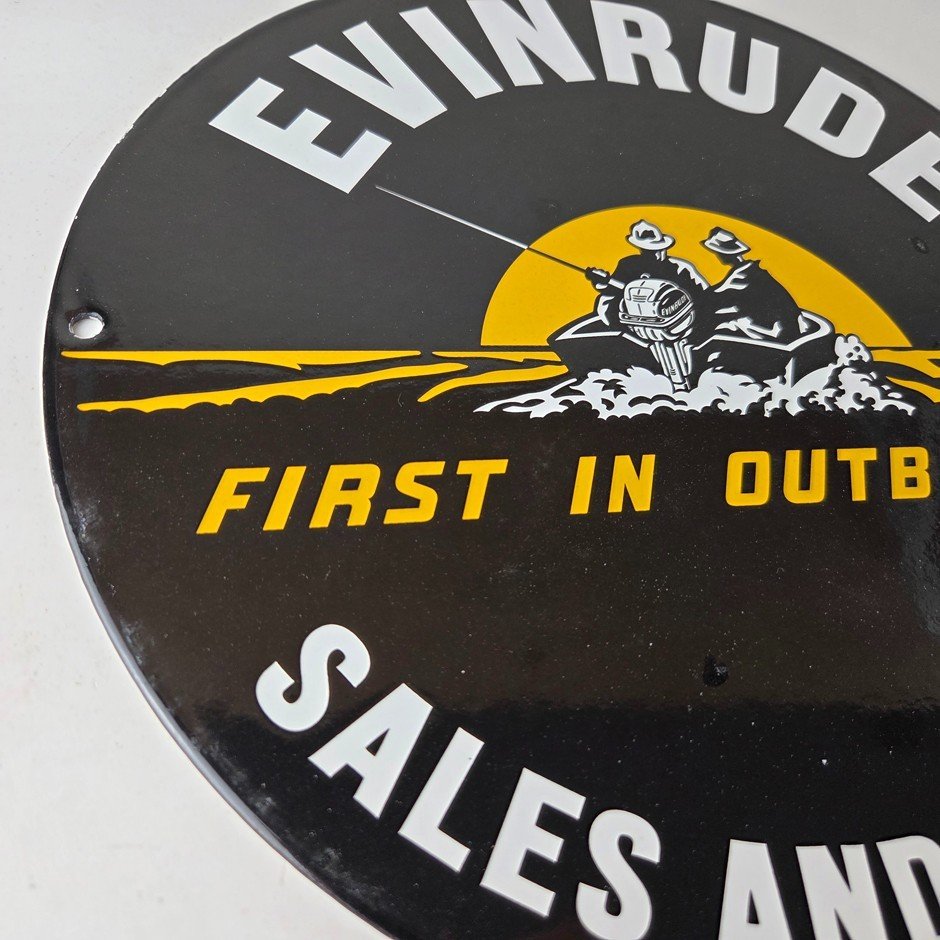 EVINRUDE
EVINRUDE
FIRST IN OUTB
SALES AND